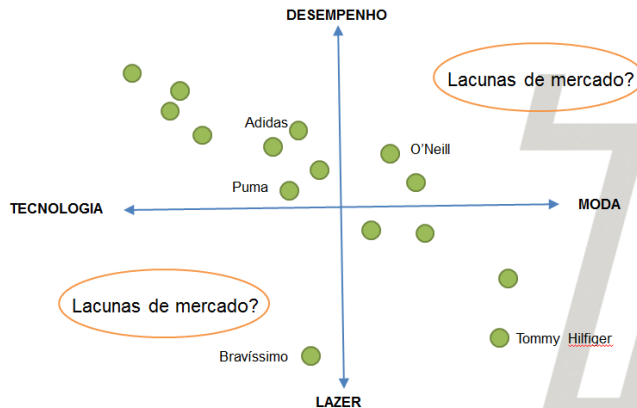 DESEMPENHO
Lacunas de mercado?
Adidas
O'Neill
Puma
TECNOLOGIA
MODA
Lacunas de mercado?
Tommy Hilfiger
Bravíssimo
LAZER